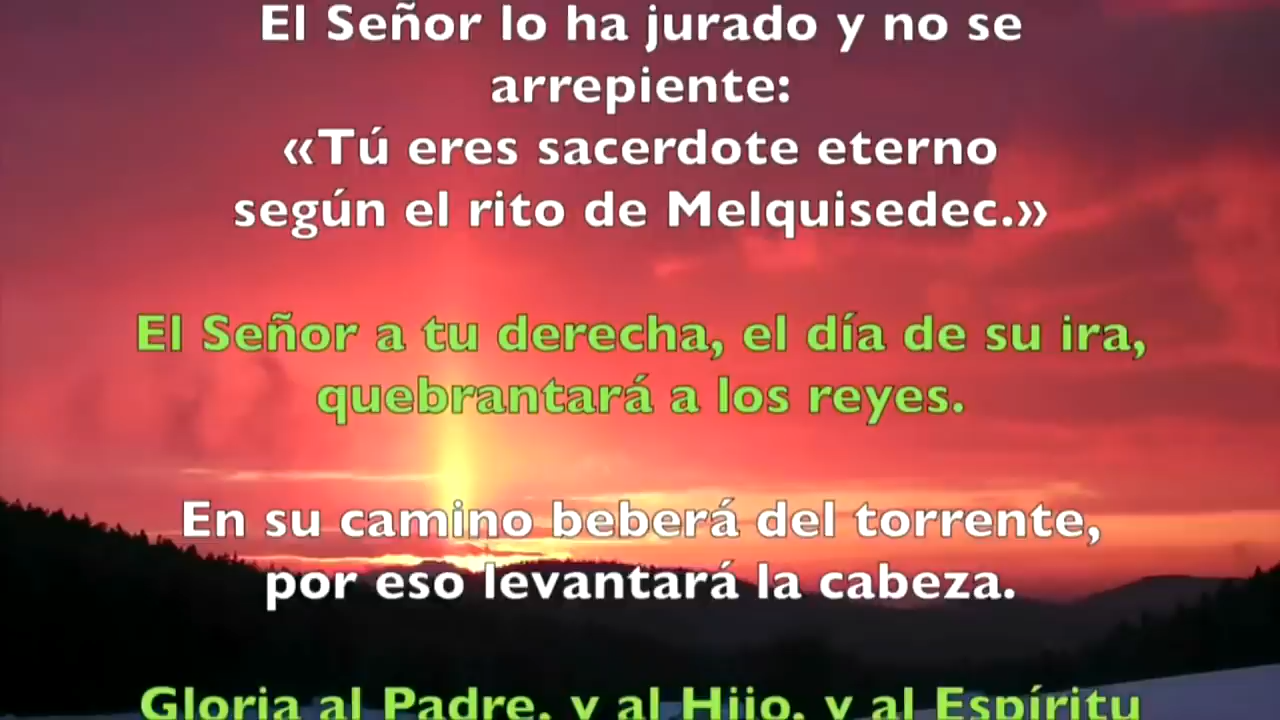 El Señor lo ha jurado y no se
arrepiente:
«Tú eres sacerdote eterno
según el rito de Melquisedec.»
El Señor a tu derecha, el día de su ira,
quebrantará a los reyes.
En su camino beberá del torrente,
por eso levantará la cabeza.
Gloria al Padre, y al Hijo, y al Espíritu